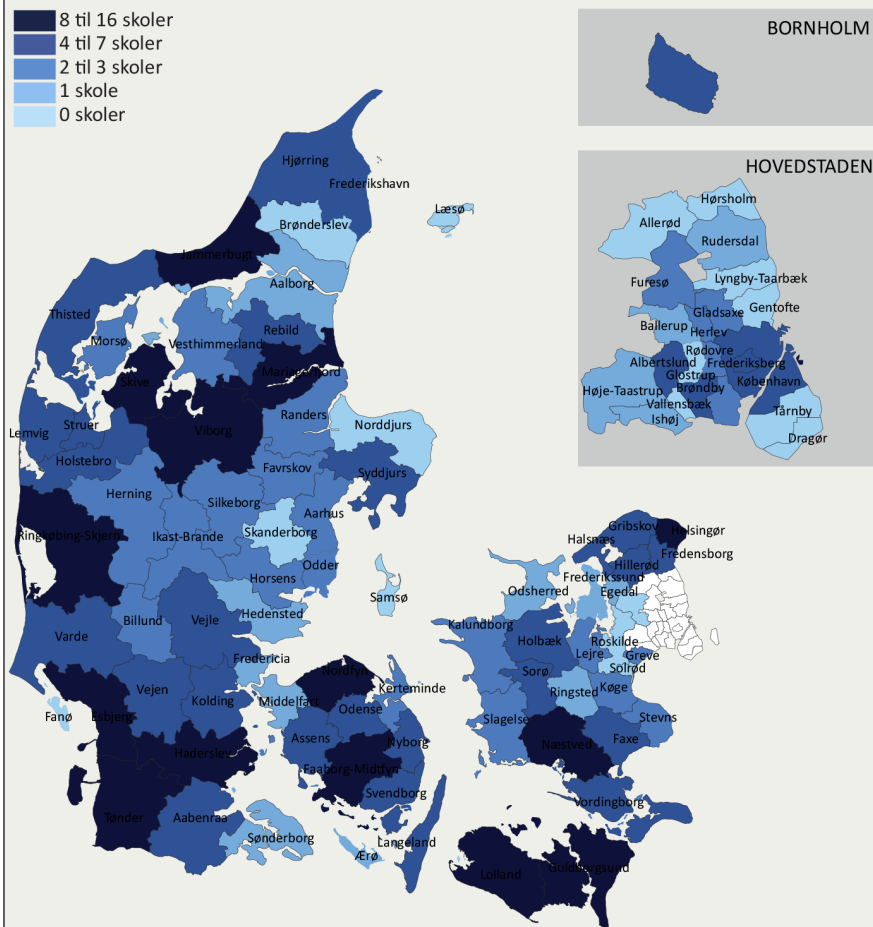 8 til 16 skoler
4 til 7 skoler
2 til 3 skoler
1 skole
0 skoler
BORNHOLM
HOVEDSTADEN
Hjørring
Frederikshavn
Læsø
Brønderslev
Jammerbugt
Aalborg
Thisted
Morsø
Vesthimmerland
Rebild
Mariagerfjord
Skive
Viborg
Randers
Norddjurs
Lemvig
Struer
Holstebro
Favrskov
Syddjurs
Herning
Silkeborg
Aarhus
Ringkøbing-Skjern
Ikast-Brande
Skanderborg
Odder
Horsens
Samsø
Hedensted
Billund
Vejle
Varde
Fredericia
Vejen
Kolding
Fanø
Esbjerg
Haderslev
Tønder
Aabenraa
Sønderborg
Middelfart
Nordfyn
Kerteminde
Odense
Assens
Nyborg
Faaborg-Midtfyn
Svendborg
Langeland
Ærø
Hørsholm
Allerød
Rudersdal
Lyngby-Taarbæk
Furesø
Gentofte
Gladsaxe
Ballerup
Herlev
Rødovre
Albertslund
Frederiksberg
Glostrup
København
Høje-Taastrup
Brøndby
Vallensbæk
Ishøj
Tårnby
Dragør
Gribskov
Helsingør
Halsnæs
Fredensborg
Hillerød
Frederikssund
Odsherred
Egedal
Kalundborg
Holbæk
Roskilde
Lejre
Greve
Solrød
Sorø
Ringsted
Køge
Slagelse
Stevns
Næstved
Faxe
Vordingborg
Lolland
Guldborgsund